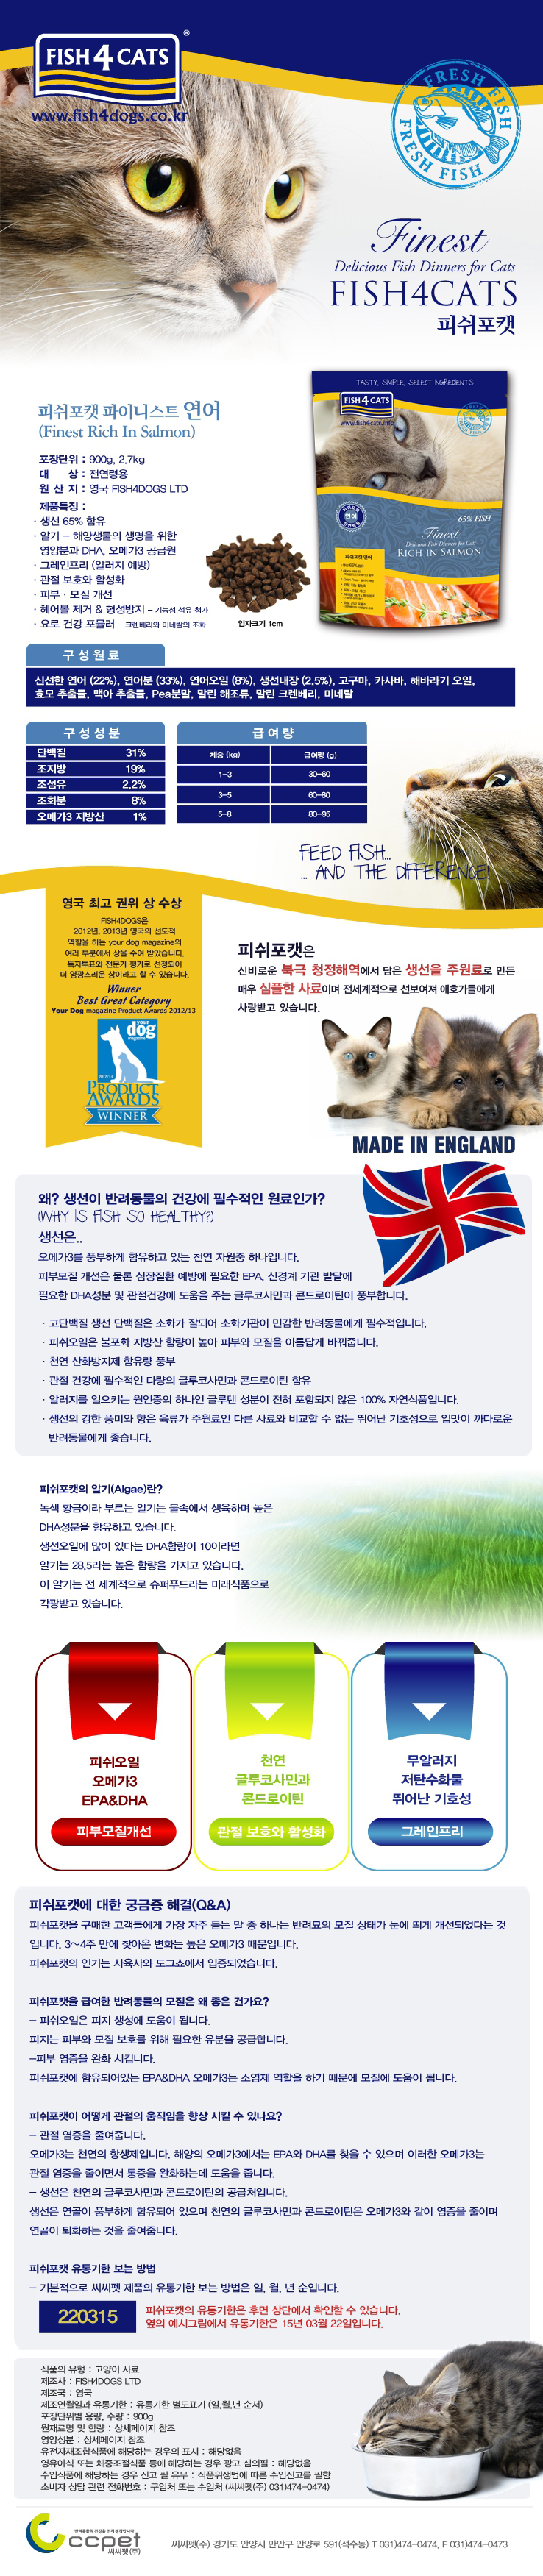 FISH 4 CATS
®
www.fish4dogs.co.kr
FRESH FISH
FRESH FISH
Finest
Delicious Fish Dinners for Cats
FISH4CATS
피쉬포캣
피쉬포캣 파이니스트 연어
(Finest Rich In Salmon)
포장단위 : 900g, 2.7kg
대 상 : 전연령용
원 산 지 : 영국 FISH4DOGS LTD
제품특징 :
· 생선 65% 함유
· 알기 – 해양생물의 생명을 위한
영양분과 DHA, 오메가3 공급원
· 그레인프리 (알러지 예방)
· 관절 보호와 활성화
· 피부 · 모질 개선
· 헤어볼 제거 & 형성방지 – 기능성 섬유 첨가
· 요로 건강 포뮬러 – 크렌베리와 미네랄의 조화
입자크기 1cm
TASTY, SIMPLE, SELECT INGREDIENTS
FISH 4 CATS
www.fish4cats.info
연어
65% FISH
Finest
Delicious Fish Dinners for Cats
RICH IN SALMON
피쉬포캣 연어
구성원료
신선한 연어 (22%), 연어분 (33%), 연어오일 (8%), 생선내장 (2.5%), 고구마, 카사바, 해바라기 오일,
효모 추출물, 맥아 추출물, Pea분말, 말린 해조류, 말린 크렌베리, 미네랄
구성성분
단백질 31%
조지방 19%
조섬유 2.2%
조회분 8%
오메가3 지방산 1%
급여량
체중 (kg) 급여량 (g)
1–3 30–60
3–5 60–80
5–8 80–95
FEED FISH...
... AND THE DIFFERENCE!
영국 최고 권위 상 수상
FISH4DOGS은
2012년, 2013년 영국의 선도적
역할을 하는 your dog magazine의
여러 부분에서 상을 수여 받았습니다.
독자투표와 전문가 평가로 선정되어
더 영광스러운 상이라고 할 수 있습니다.
Winner
Best Great Category
Your Dog magazine Product Awards 2012/13
your
dog
magazine
2012/13
PRODUCT
AWARDS
WINNER
피쉬포캣은
신비로운 북극 청정해역에서 담은 생선을 주원료로 만든
매우 심플한 사료이며 전세계적으로 선보여져 애호가들에게
사랑받고 있습니다.
MADE IN ENGLAND
왜? 생선이 반려동물의 건강에 필수적인 원료인가?
(WHY IS FISH SO HEALTHY?)
생선은..
오메가3를 풍부하게 함유하고 있는 천연 자원중 하나입니다.
피부모질 개선은 물론 심장질환 예방에 필요한 EPA, 신경계 기관 발달에
필요한 DHA성분 및 관절건강에 도움을 주는 글루코사민과 콘드로이틴이 풍부합니다.
· 고단백질 생선 단백질은 소화가 잘되어 소화기관이 민감한 반려동물에게 필수적입니다.
· 피쉬오일은 불포화 지방산 함량이 높아 피부와 모질을 아름답게 바꿔줍니다.
· 천연 산화방지제 함유량 풍부
· 관절 건강에 필수적인 다량의 글루코사민과 콘드로이틴 함유
· 알러지를 일으키는 원인중의 하나인 글루텐 성분이 전혀 포함되지 않은 100% 자연식품입니다.
· 생선의 강한 풍미와 향은 육류가 주원료인 다른 사료와 비교할 수 없는 뛰어난 기호성으로 입맛이 까다로운
반려동물에게 좋습니다.
피쉬포캣의 알기(Algae)란?
녹색 황금이라 부르는 알기는 물속에서 생육하며 높은
DHA성분을 함유하고 있습니다.
생선오일에 많이 있다는 DHA함량이 10이라면
알기는 28.5라는 높은 함량을 가지고 있습니다.
이 알기는 전 세계적으로 슈퍼푸드라는 미래식품으로
각광받고 있습니다.
피쉬오일
오메가3
EPA&DHA
피부모질개선
천연
글루코사민과
콘드로이틴
관절 보호와 활성화
무알러지
저탄수화물
뛰어난 기호성
그레인프리
피쉬포캣에 대한 궁금증 해결(Q&A)
피쉬포캣을 구매한 고객들에게 가장 자주 듣는 말 중 하나는 반려묘의 모질 상태가 눈에 띄게 개선되었다는 것
입니다. 3~4주 만에 찾아온 변화는 높은 오메가3 때문입니다.
피쉬포캣의 인기는 사육사와 도그쇼에서 입증되었습니다.
피쉬포캣을 급여한 반려동물의 모질은 왜 좋은 건가요?
– 피쉬오일은 피지 생성에 도움이 됩니다.
피지는 피부와 모질 보호를 위해 필요한 유분을 공급합니다.
–피부 염증을 완화 시킵니다.
피쉬포캣에 함유되어있는 EPA&DHA 오메가3는 소염제 역할을 하기 때문에 모질에 도움이 됩니다.
피쉬포캣이 어떻게 관절의 움직임을 향상 시킬 수 있나요?
– 관절 염증을 줄여줍니다.
오메가3는 천연의 항생제입니다. 해양의 오메가3에서는 EPA와 DHA를 찾을 수 있으며 이러한 오메가3는
관절 염증을 줄이면서 통증을 완화하는데 도움을 줍니다.
– 생선은 천연의 글루코사민과 콘드로이틴의 공급처입니다.
생선은 연골이 풍부하게 함유되어 있으며 천연의 글루코사민과 콘드로이틴은 오메가3와 같이 염증을 줄이며
연골이 퇴화하는 것을 줄여줍니다.
피쉬포캣 유통기한 보는 방법
– 기본적으로 씨씨펫 제품의 유통기한 보는 방법은 일, 월, 년 순입니다.
220315
피쉬포캣의 유통기한은 후면 상단에서 확인할 수 있습니다.
옆의 예시그림에서 유통기한은 15년 03월 22일입니다.
식품의 유형 : 고양이 사료
제조사 : FISH4DOGS LTD
제조국 : 영국
제조연월일과 유통기한 : 유통기한 별도표기 (일,월,년 순서)
포장단위별 용량, 수량 : 900g
원재료명 및 함량 : 상세페이지 참조
영양성분 : 상세페이지 참조
유전자재조합식품에 해당하는 경우의 표시 : 해당없음
영유아식 또는 체중조절식품 등에 해당하는 경우 광고 심의필 : 해당없음
수입식품에 해당하는 경우 신고 필 유무 : 식품위생법에 따른 수입신고를 필함
소비자 상담 관련 전화번호 : 구입처 또는 수입처 (씨씨펫(주) 031)474-0474)
ccpet
씨씨펫(주)
씨씨펫(주) 경기도 안양시 만안구 안양로 591(석수동) T 031)474-0474, F 031)474-0473